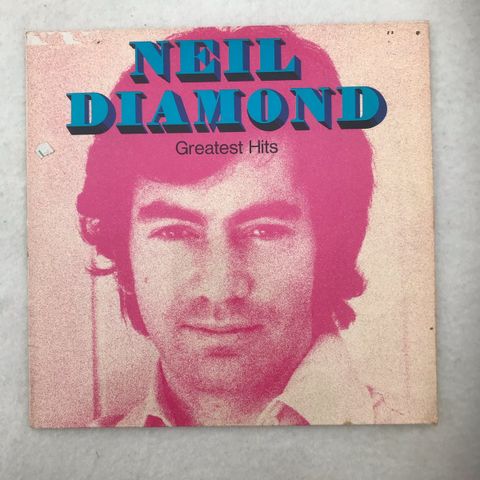 NEIL
DIAMOND
Greatest Hits